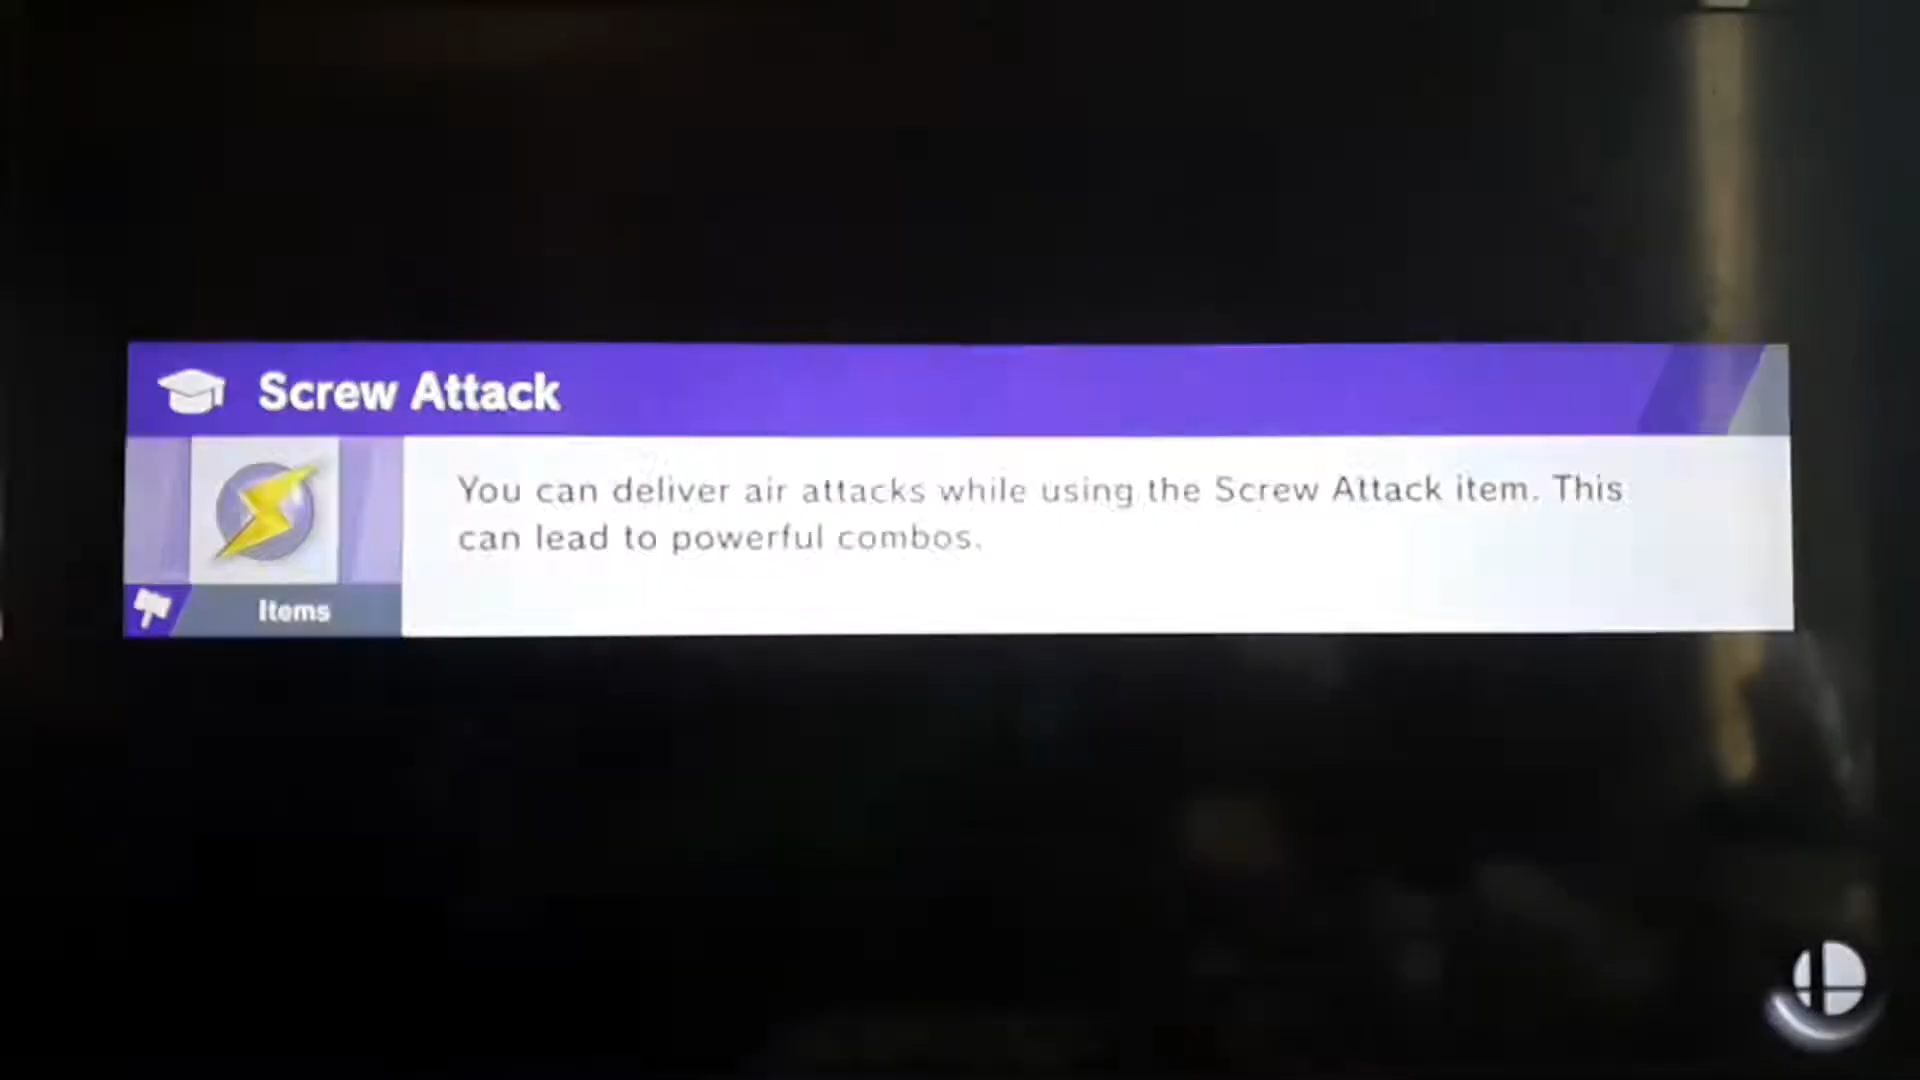 Screw Attack
You can deliver air attacks while using the Screw Attack item. This
can lead to powerful combos.
Items